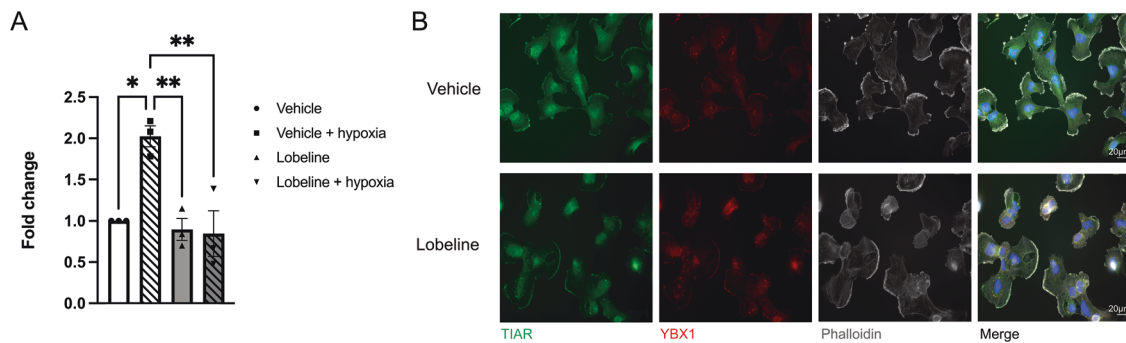 A
Fold change
2.5
2.0
1.5
1.0
0.5
0.0
*
**
**
Vehicle
Vehicle + hypoxia
Lobeline
Lobeline + hypoxia
B
Vehicle
20µm
Lobeline
20µm
TIAR
YBX1
Phalloidin
Merge